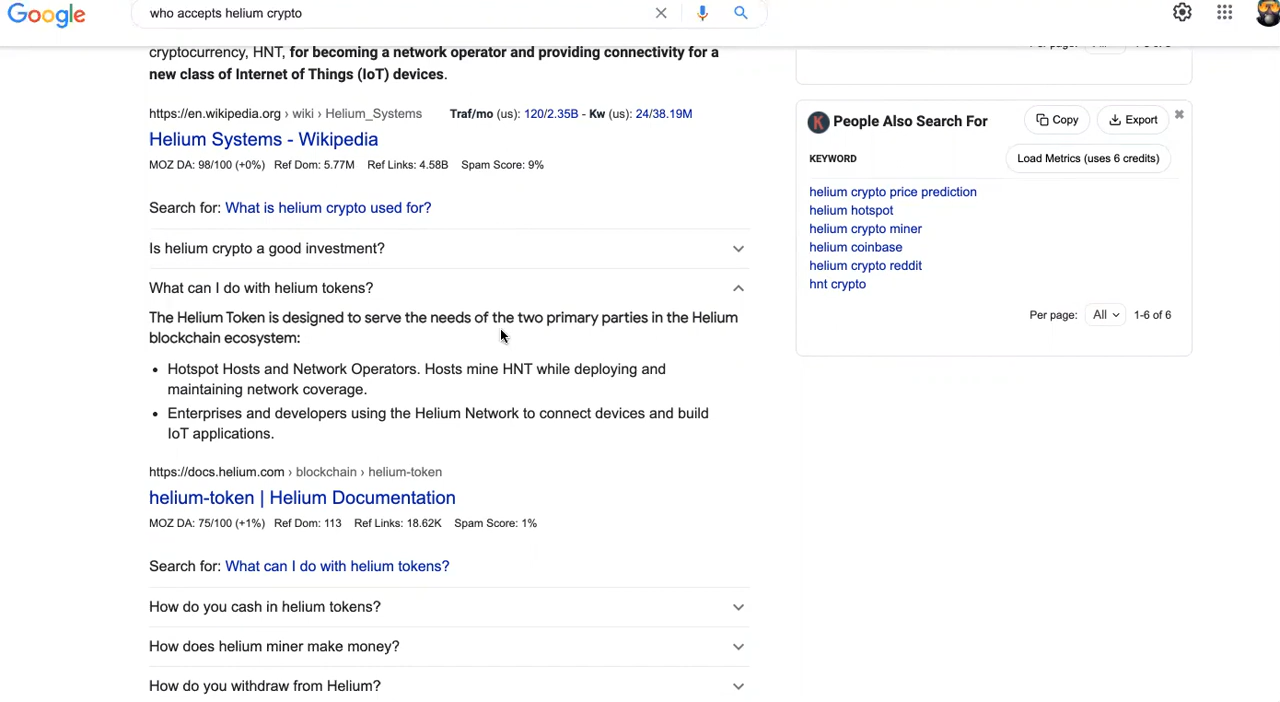 Google
who accepts helium crypto
cryptocurrency, HNT, for becoming a network operator and providing connectivity for a
new class of Internet of Things (IoT) devices.
https://en.wikipedia.org › wiki › Helium_Systems Traf/mo (us): 120/2.35B - Kw (us): 24/38.19M
Helium Systems - Wikipedia
MOZ DA: 98/100 (+0%) Ref Dom: 5.77M Ref Links: 4.58B Spam Score: 9%
Search for: What is helium crypto used for?
Is helium crypto a good investment?
What can I do with helium tokens?
The Helium Token is designed to serve the needs of the two primary parties in the Helium
blockchain ecosystem:
• Hotspot Hosts and Network Operators. Hosts mine HNT while deploying and
maintaining network coverage.
• Enterprises and developers using the Helium Network to connect devices and build
IoT applications.
https://docs.helium.com › blockchain › helium-token
helium-token | Helium Documentation
MOZ DA: 75/100 (+1%) Ref Dom: 113 Ref Links: 18.62K Spam Score: 1%
Search for: What can I do with helium tokens?
How do you cash in helium tokens?
How does helium miner make money?
How do you withdraw from Helium?
K People Also Search For Copy Export
KEYWORD Load Metrics (uses 6 credits)
helium crypto price prediction
helium hotspot
helium crypto miner
helium coinbase
helium crypto reddit
hnt crypto
Per page: All 1-6 of 6